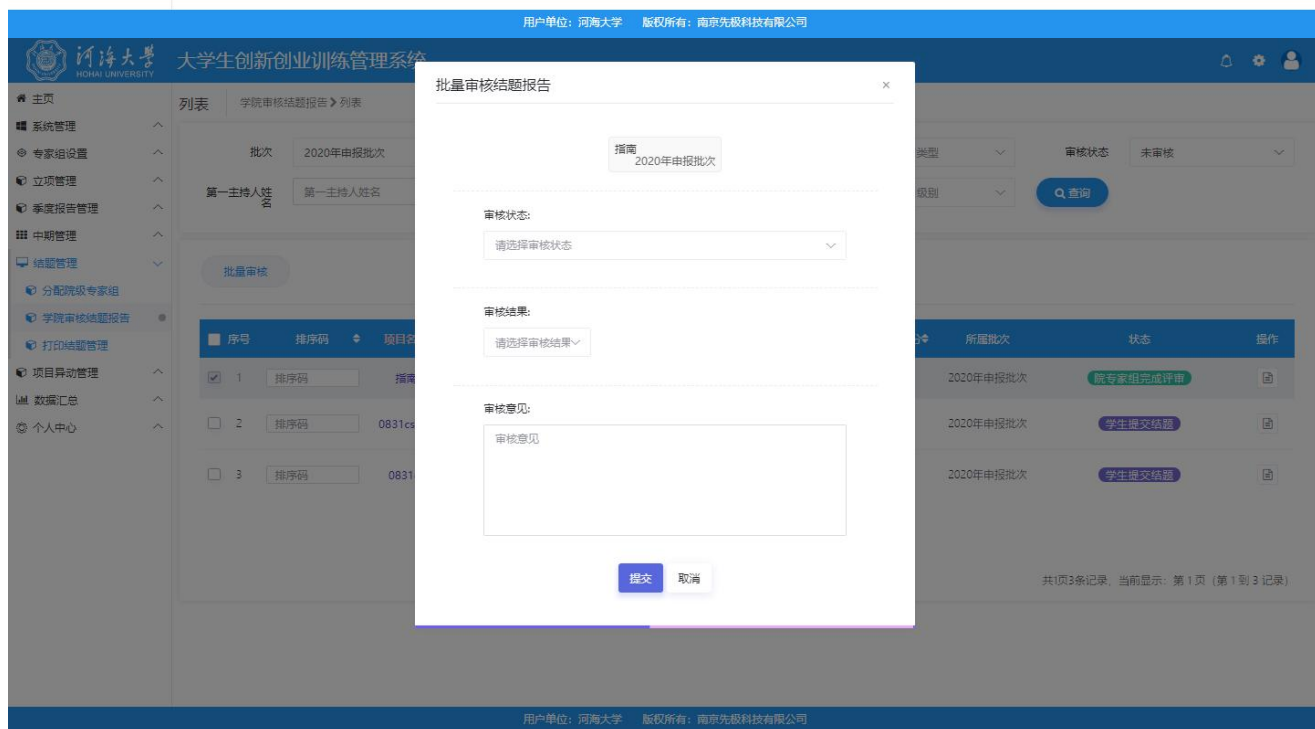 用户单位：河海大学 版权所有：南京先极科技有限公司
河海大学 大学生创新创业训练管理系统
HOHAI UNIVERSITY
批量审核结题报告 ×
主页
系统管理
专家组设置
立项管理
季度报告管理
中期管理
结题管理
分配院级专家组
学院审核结题报告
打印结题管理
项目异动管理
数据汇总
个人中心
列表 学院审核结题报告 列表
批次 2020年申报批次 类型 审核状态 未审核
第一主持人姓名 第一主持人姓名 级别 查询
批量审核
序号 排序码 项目名 所属批次 状态 操作
1 排序码 指南 2020年申报批次 院专家组完成评审
2 排序码 0831cs 2020年申报批次 学生提交结题
3 排序码 0831 2020年申报批次 学生提交结题
共1页3条记录, 当前显示: 第 1 页 (第 1 到 3 记录)
指南
2020年申报批次
审核状态:
请选择审核状态
审核结果:
请选择审核结果
审核意见:
审核意见
提交 取消
用户单位：河海大学 版权所有：南京先极科技有限公司